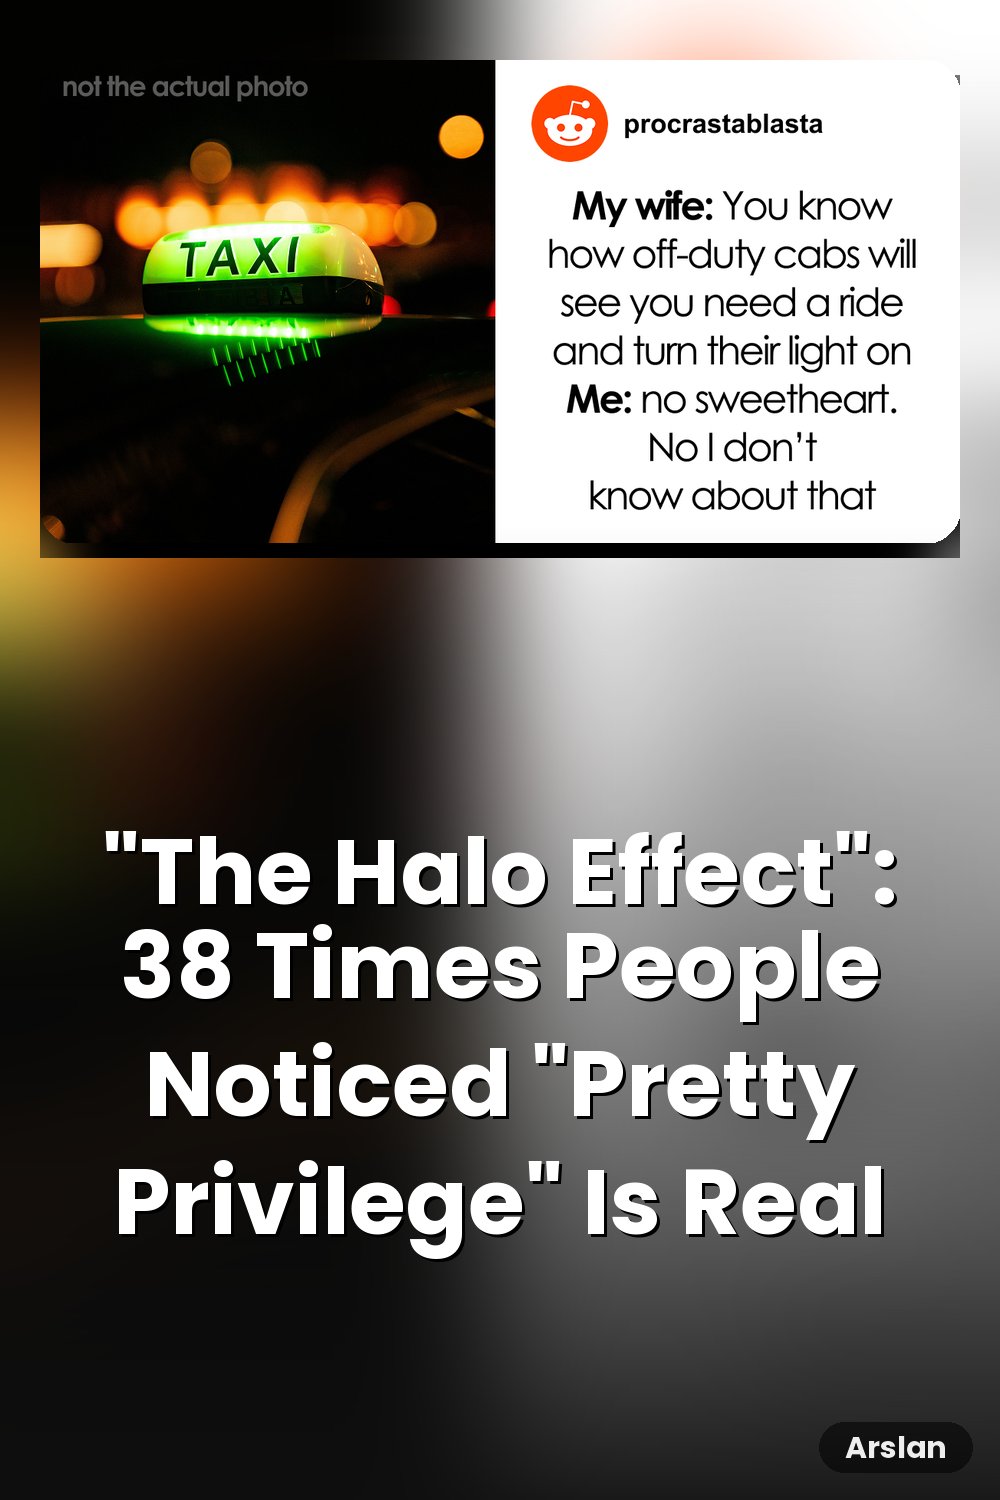 not the actual photo
TAXI
procrastablasta
My wife: You know
how off-duty cabs will
see you need a ride
and turn their light on
Me: no sweetheart.
No I don’t
know about that
"The Halo Effect":
38 Times People
Noticed "Pretty
Privilege" Is Real
Arslan